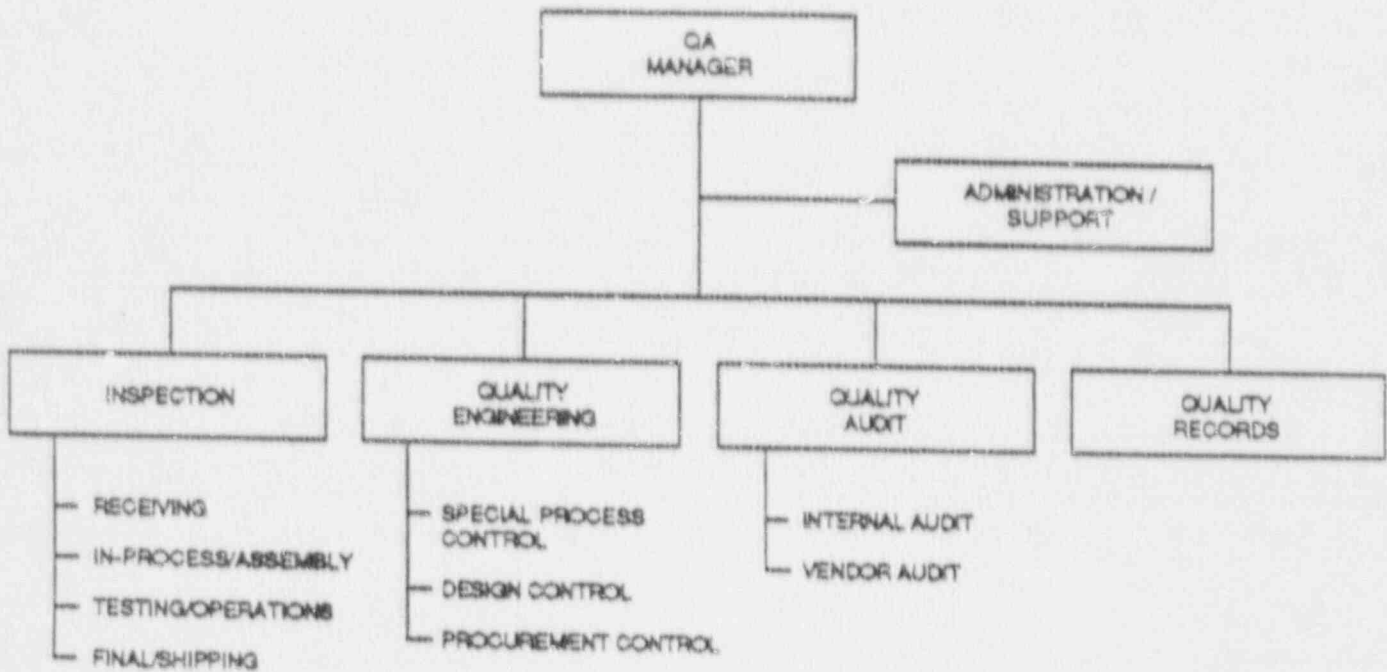 QA
MANAGER
ADMINISTRATION /
SUPPORT
INSPECTION
RECEIVING
IN-PROCESS/ASSEMBLY
TESTING/OPERATIONS
FINAL/SHIPPING
QUALITY
ENGINEERING
SPECIAL PROCESS
CONTROL
DESIGN CONTROL
PROCUREMENT CONTROL
QUALITY
AUDIT
INTERNAL AUDIT
VENDOR AUDIT
QUALITY
RECORDS